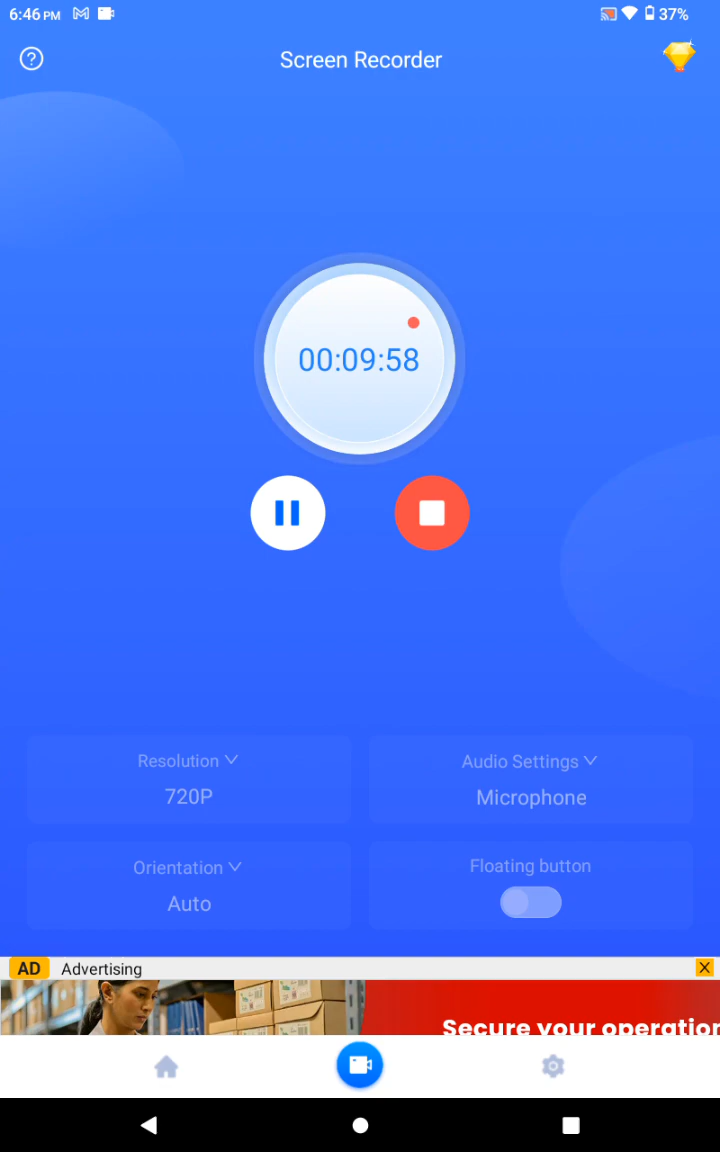 6:46 PM 37%
Screen Recorder
00:09:58
Resolution
720P
Audio Settings
Microphone
Orientation
Auto
Floating button
AD Advertising
Secure your operation